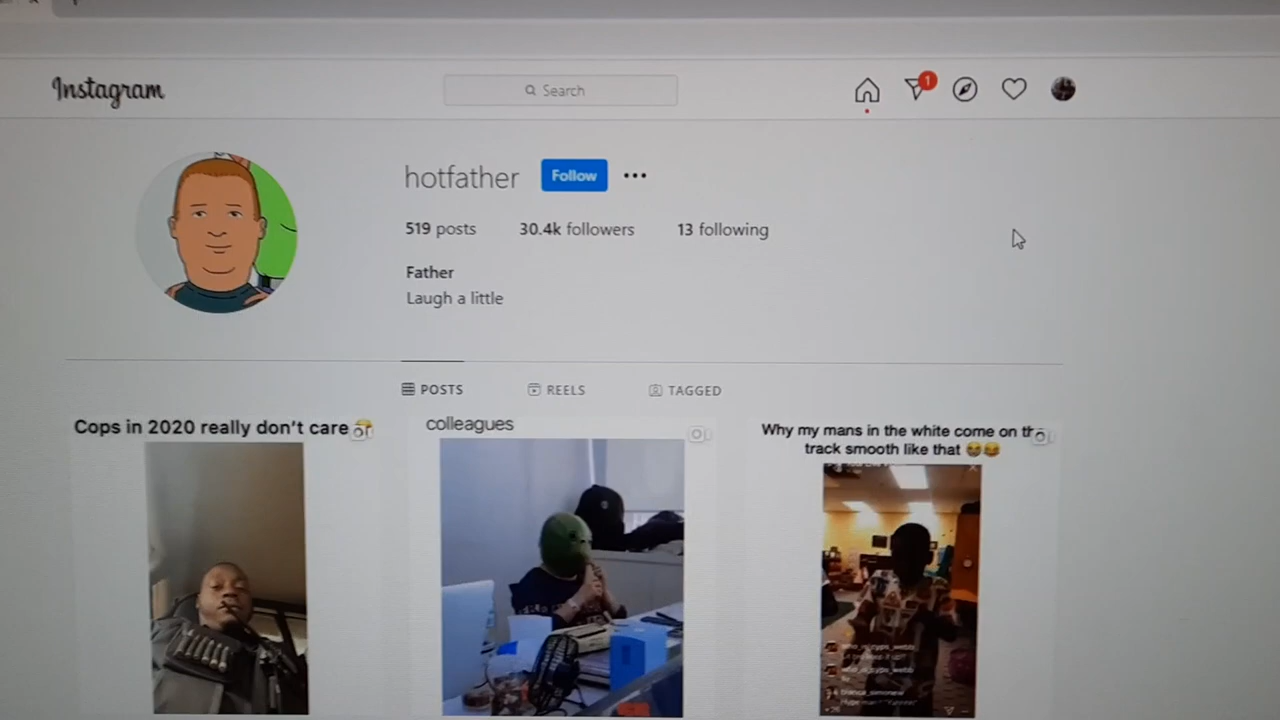 Instagram
Search
1
hotfather
Follow
519 posts
30.4k followers
13 following
Father
Laugh a little
POSTS
REELS
TAGGED
Cops in 2020 really don't care
colleagues
Why my mans in the white come on the
track smooth like that 😂😂